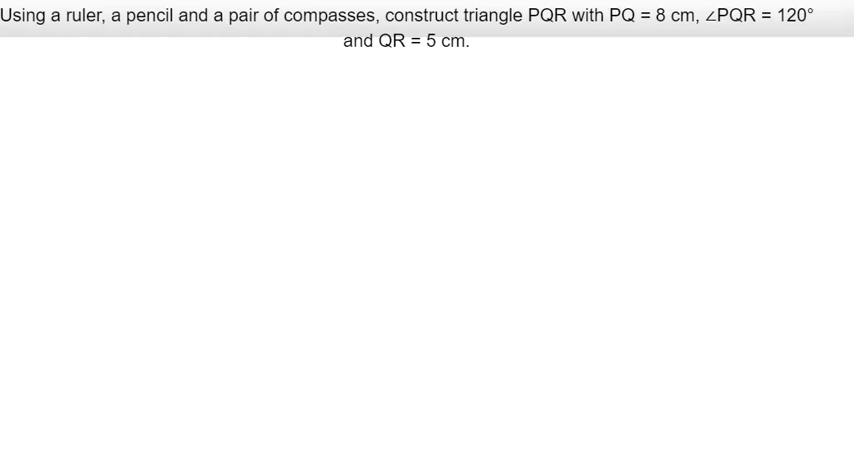 Using a ruler, a pencil and a pair of compasses, construct triangle PQR with PQ = 8 cm, ∠PQR = 120°
and QR = 5 cm.